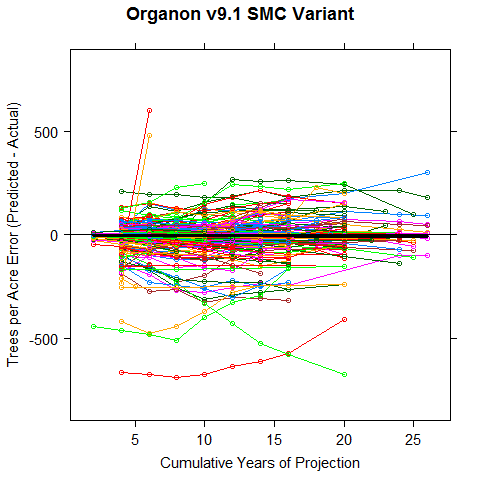 Organon v9.1 SMC Variant
Trees per Acre Error (Predicted - Actual)
500
0
-500
5
10
15
20
25
Cumulative Years of Projection